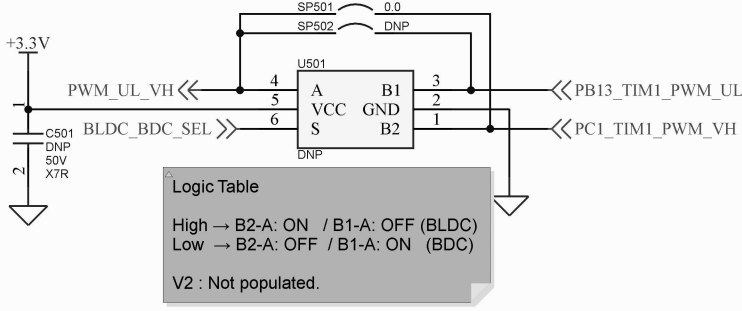 SP501 0.0
SP502 DNP
+3.3V
U501
PWM_UL_VH 4 A B1 3 PB13_TIM1_PWM_UL
1 5 VCC GND 2
BLDC_BDC_SEL 6 S B2 1 PC1_TIM1_PWM_VH
C501
DNP
50V
X7R
2
DNP
Logic Table
High → B2-A: ON / B1-A: OFF (BLDC)
Low → B2-A: OFF / B1-A: ON (BDC)
V2 : Not populated.